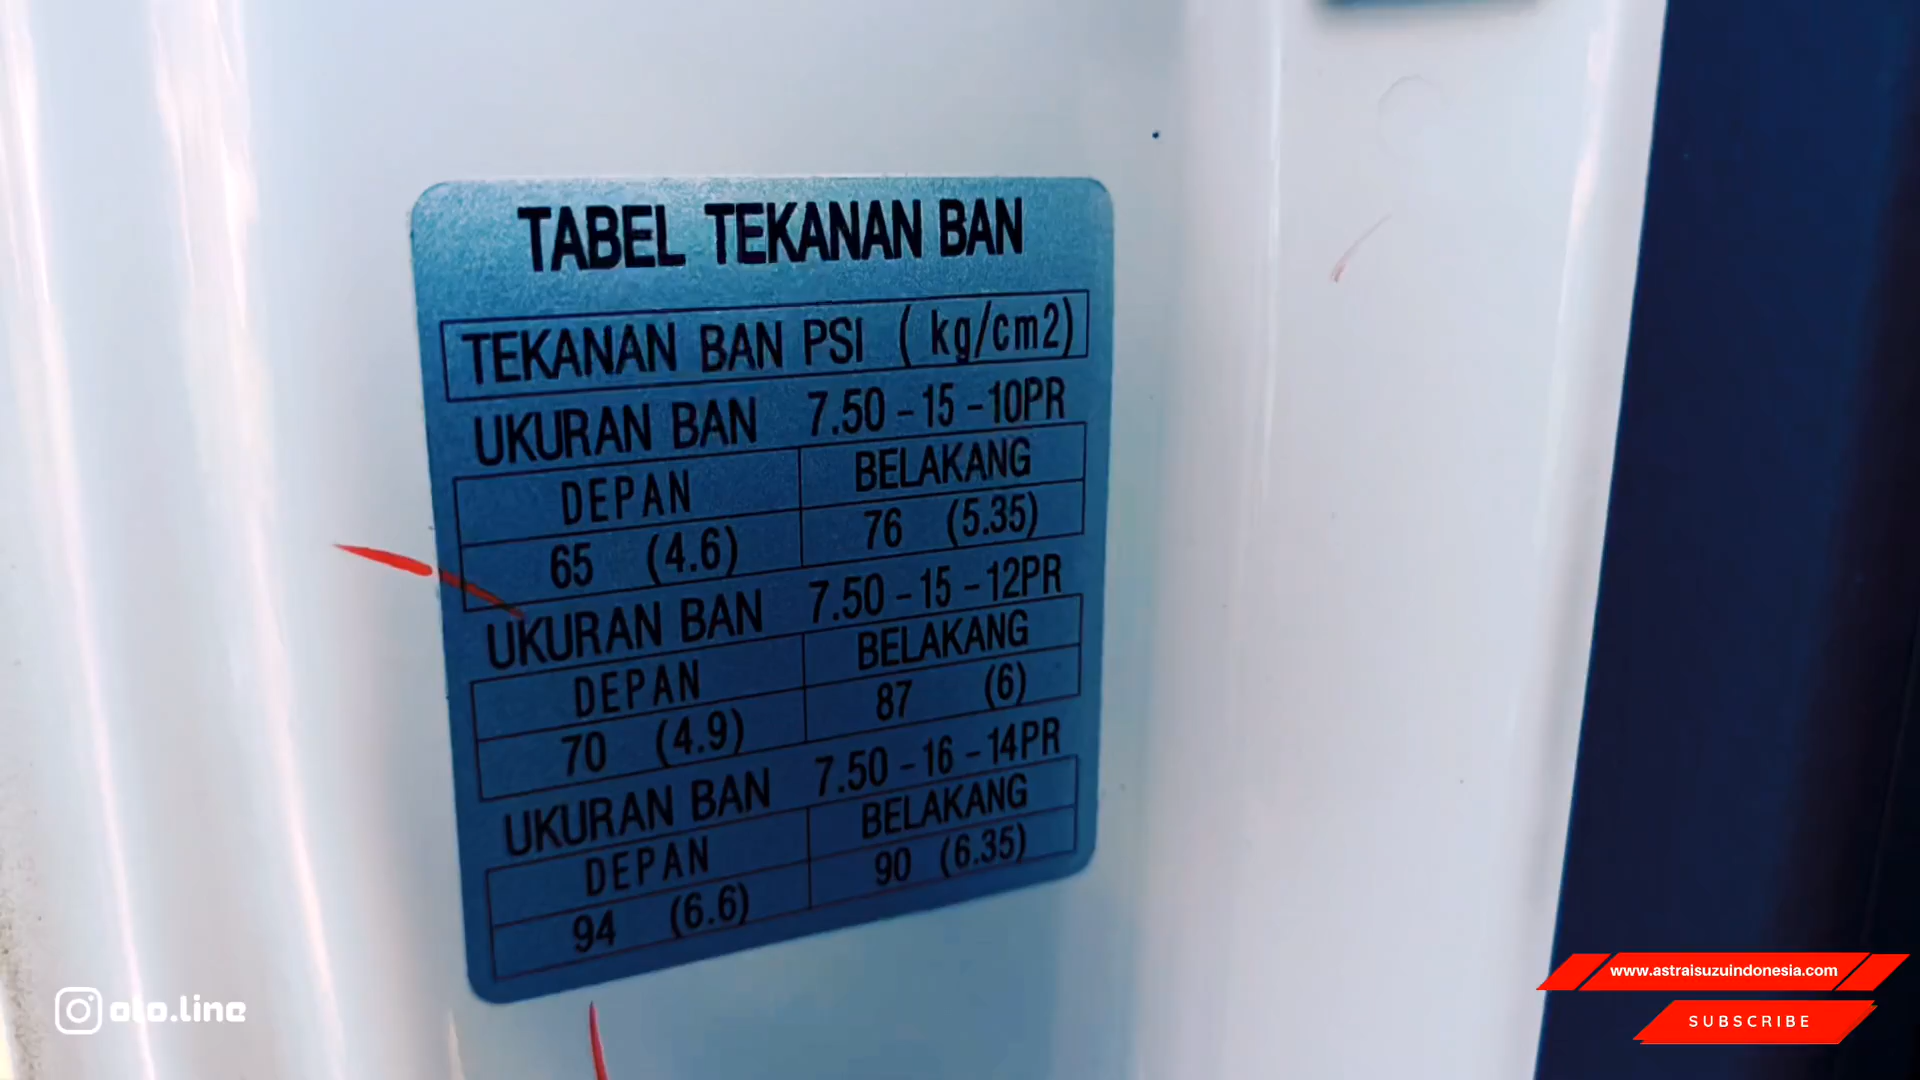 TABEL TEKANAN BAN
TEKANAN BAN PSI ( kg/cm2)
UKURAN BAN 7.50 - 15 - 10PR
DEPAN BELAKANG
65 (4.6) 76 (5.35)
UKURAN BAN 7.50 - 15 - 12PR
DEPAN BELAKANG
70 (4.9) 87 (6)
UKURAN BAN 7.50 - 16 - 14PR
DEPAN BELAKANG
94 (6.6) 90 (6.35)
olo.line
www.astraisuzuindonesia.com
SUBSCRIBE